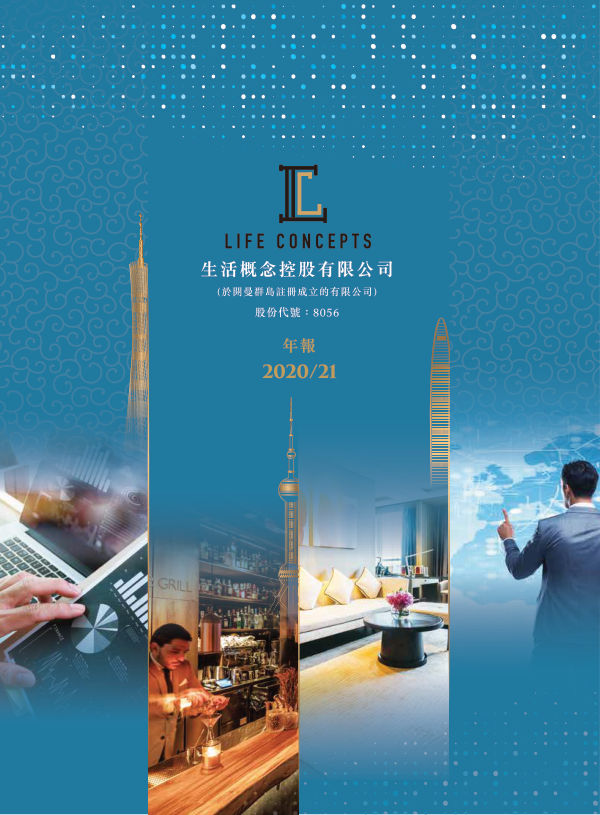 LIFE CONCEPTS
生活概念控股有限公司
(於開曼群島註冊成立的有限公司)
股份代號：8056
年報
2020/21
GRILL